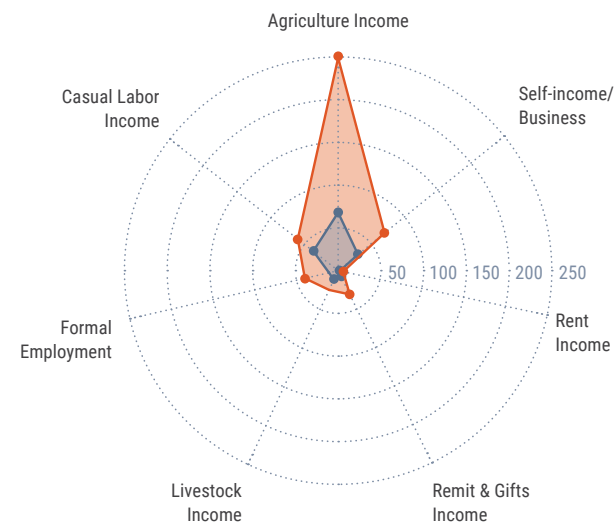 Agriculture Income
Self-income/
Business
Casual Labor
Income
50 100 150 200 250
Rent
Income
Formal
Employment
Livestock
Income
Remit & Gifts
Income